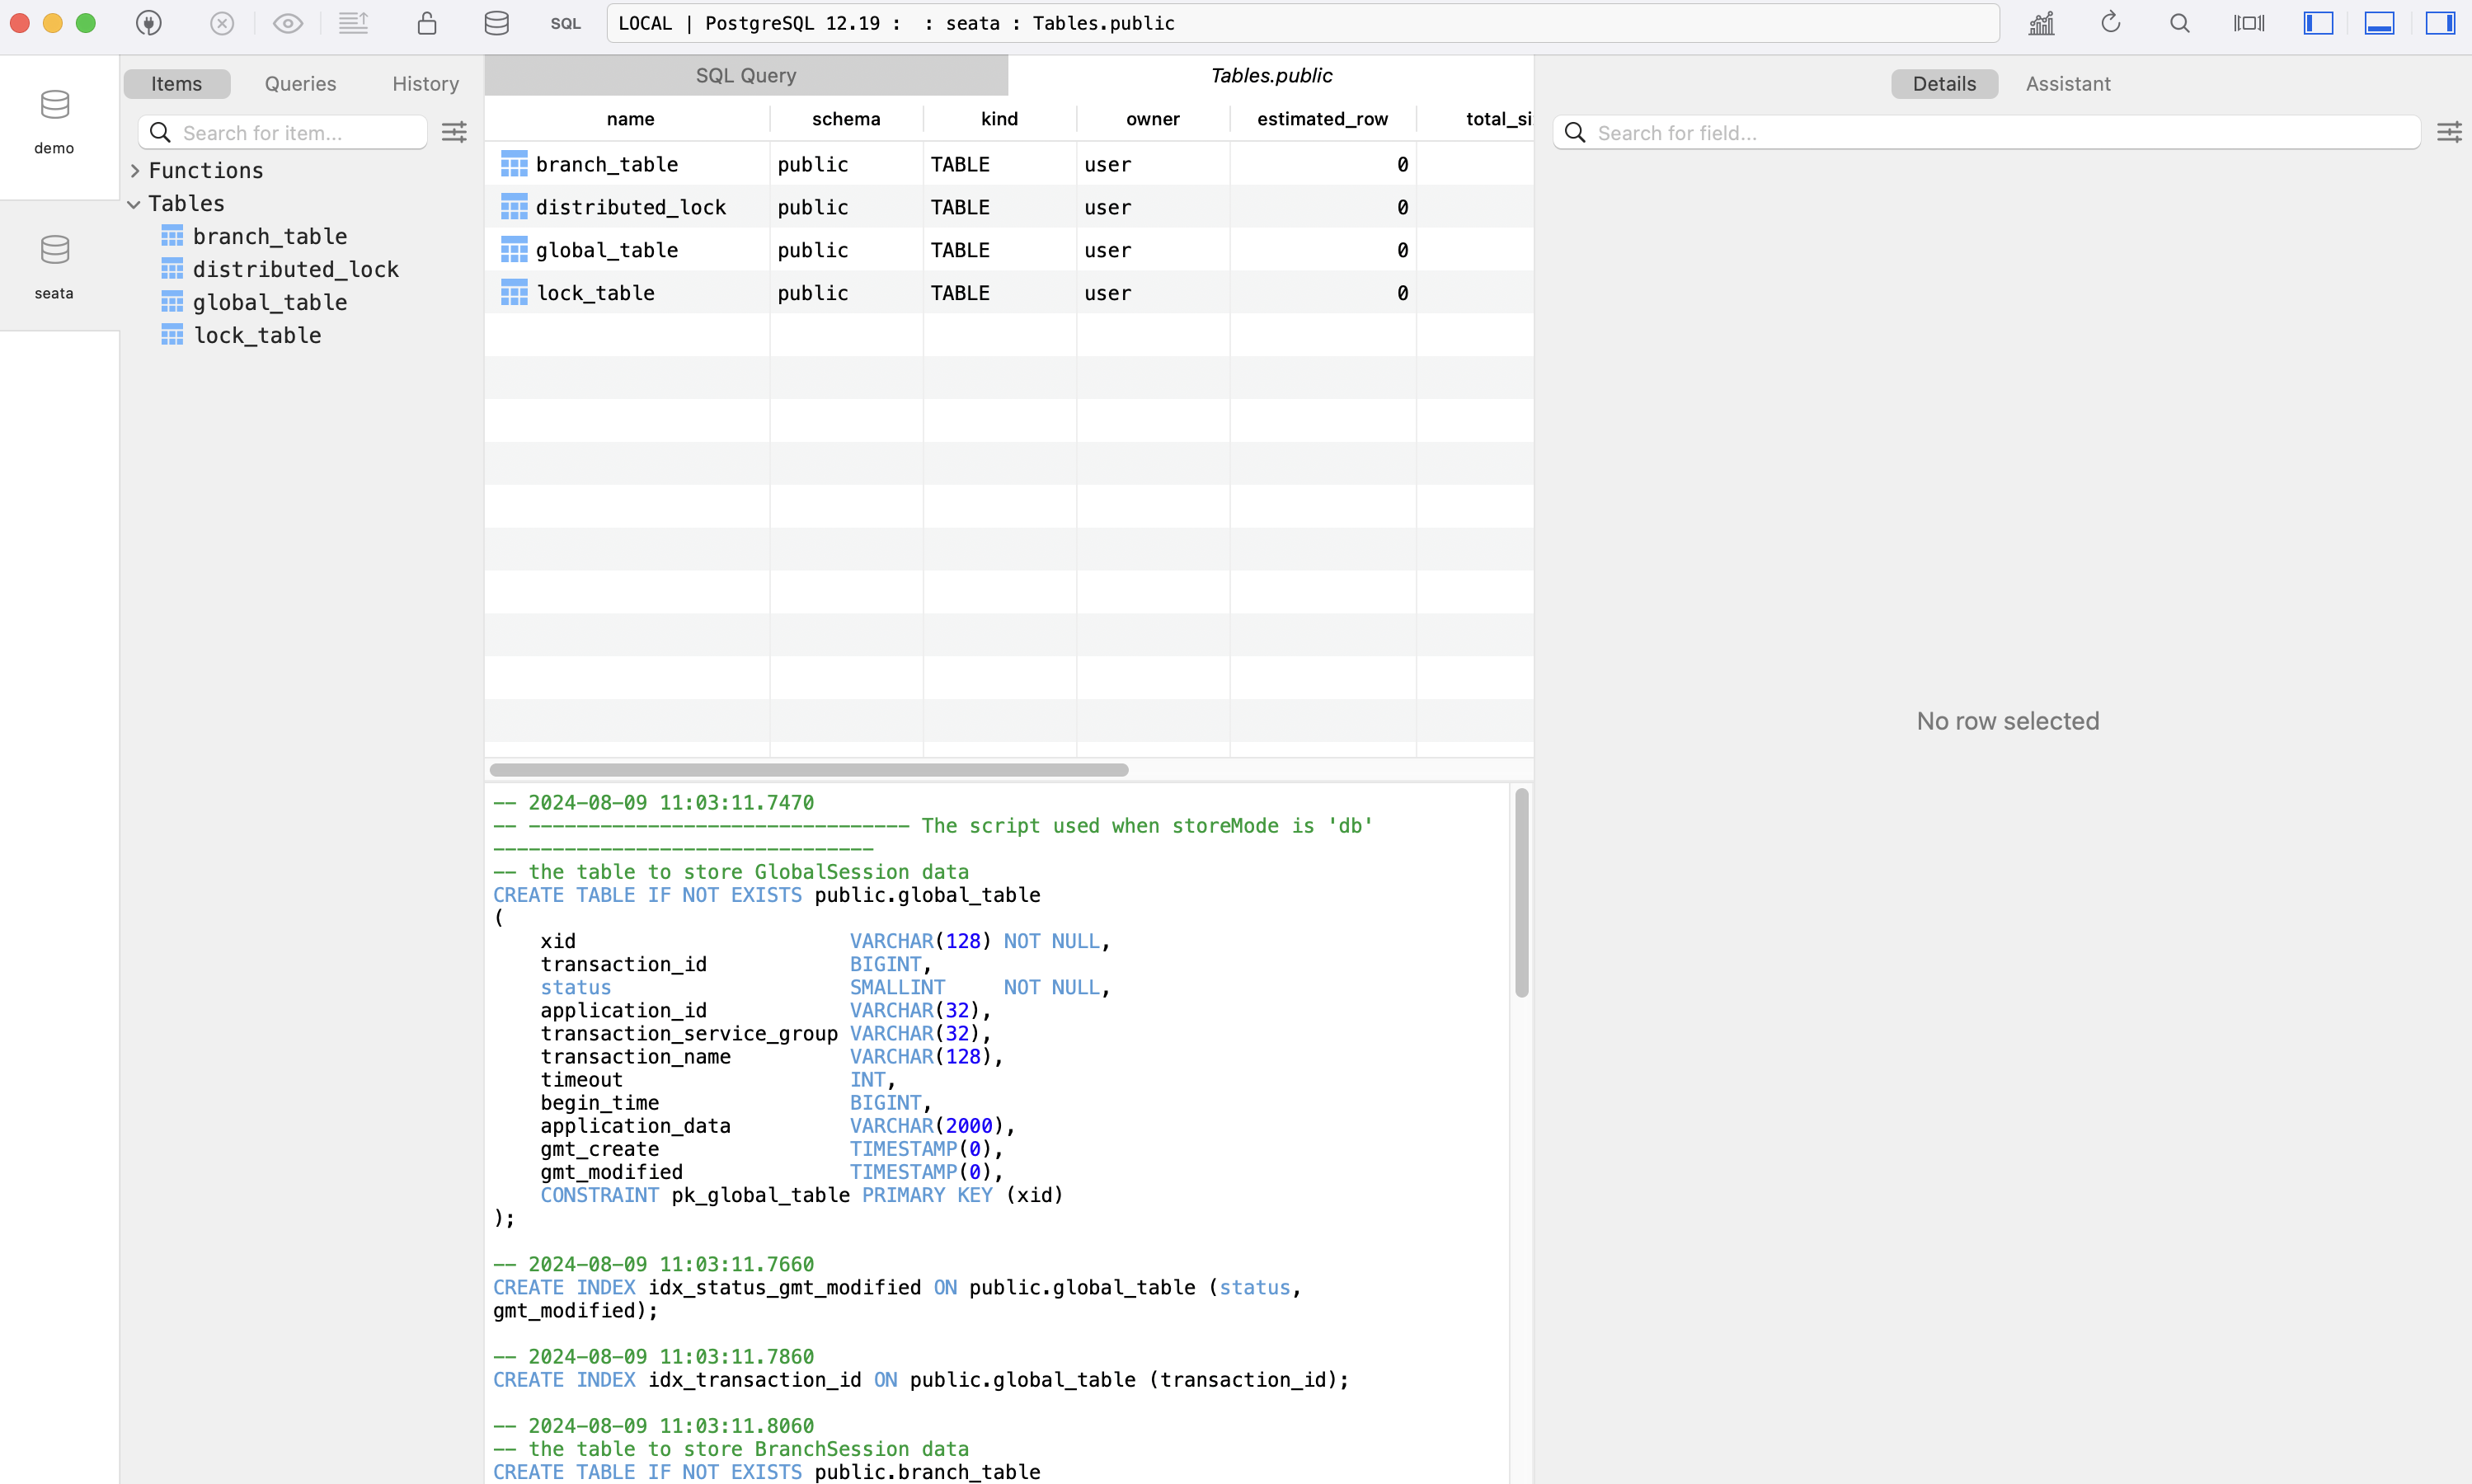 SQL
LOCAL | PostgreSQL 12.19 :  : seata : Tables.public
demo
seata
Items Queries History
Search for item...
Functions
Tables
branch_table
distributed_lock
global_table
lock_table
SQL Query Tables.public
name schema kind owner estimated_row total_si
branch_table public TABLE user 0
distributed_lock public TABLE user 0
global_table public TABLE user 0
lock_table public TABLE user 0
-- 2024-08-09 11:03:11.7470
-- -------------------------------- The script used when storeMode is 'db'
--------------------------------
-- the table to store GlobalSession data
CREATE TABLE IF NOT EXISTS public.global_table
(
    xid                       VARCHAR(128) NOT NULL,
    transaction_id            BIGINT,
    status                    SMALLINT     NOT NULL,
    application_id            VARCHAR(32),
    transaction_service_group VARCHAR(32),
    transaction_name          VARCHAR(128),
    timeout                   INT,
    begin_time                BIGINT,
    application_data          VARCHAR(2000),
    gmt_create                TIMESTAMP(0),
    gmt_modified              TIMESTAMP(0),
    CONSTRAINT pk_global_table PRIMARY KEY (xid)
);
-- 2024-08-09 11:03:11.7660
CREATE INDEX idx_status_gmt_modified ON public.global_table (status,
gmt_modified);
-- 2024-08-09 11:03:11.7860
CREATE INDEX idx_transaction_id ON public.global_table (transaction_id);
-- 2024-08-09 11:03:11.8060
-- the table to store BranchSession data
CREATE TABLE IF NOT EXISTS public.branch_table
Details Assistant
Search for field...
No row selected